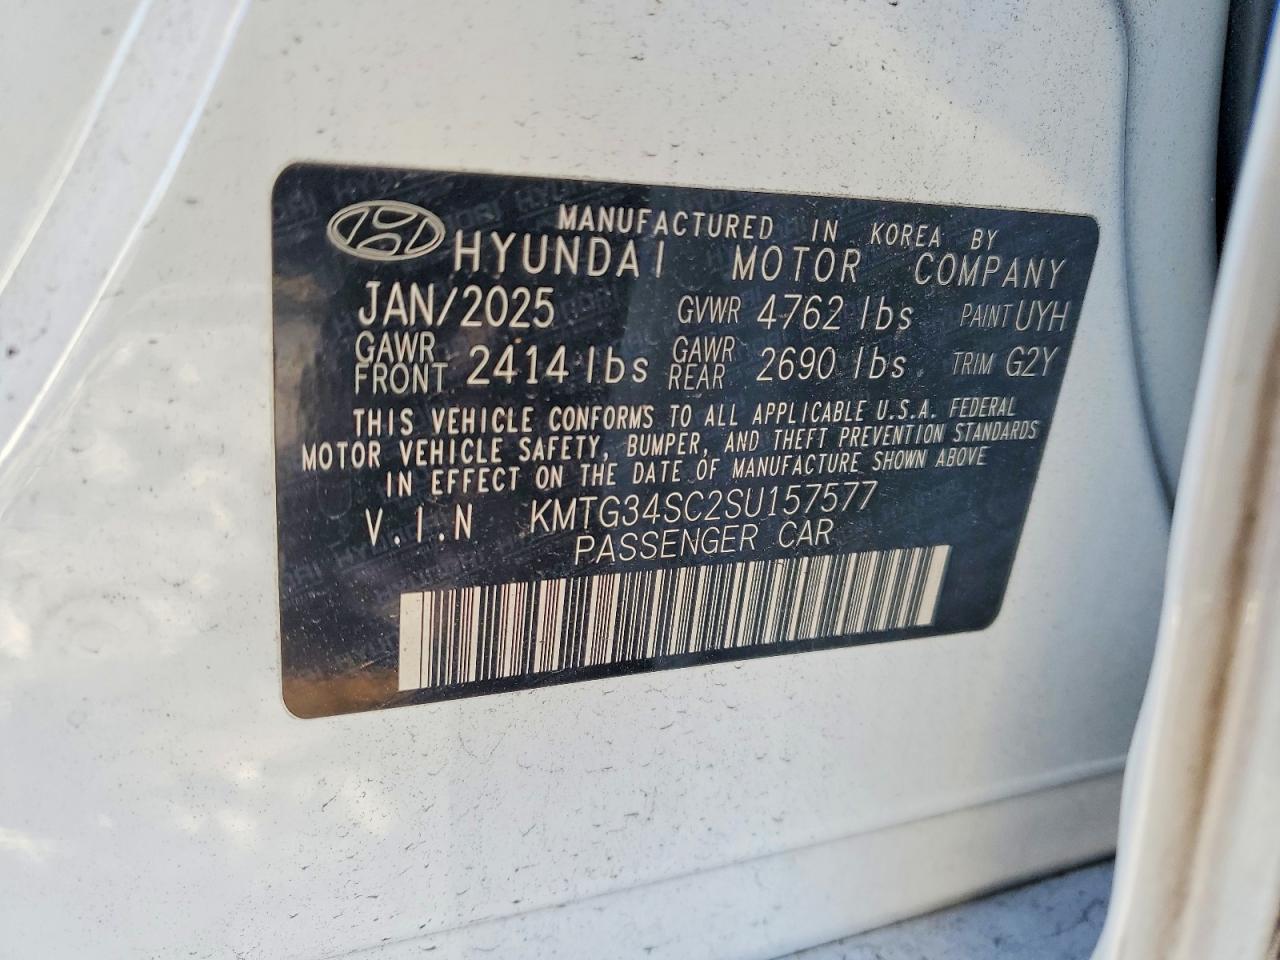 MANUFACTURED IN KOREA BY
HYUNDAI MOTOR COMPANY
JAN/2025 GVWR 4762 lbs PAINT UYH
GAWR FRONT 2414 lbs GAWR REAR 2690 lbs TRIM G2Y
THIS VEHICLE CONFORMS TO ALL APPLICABLE U.S.A. FEDERAL
MOTOR VEHICLE SAFETY, BUMPER, AND THEFT PREVENTION STANDARDS
IN EFFECT ON THE DATE OF MANUFACTURE SHOWN ABOVE
V.I.N KMTG34SC2SU157577
PASSENGER CAR